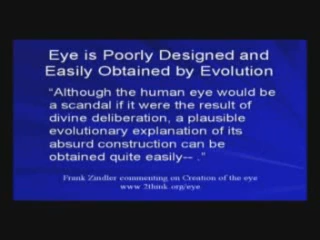 Eye is Poorly Designed and
Easily Obtained by Evolution
“Although the human eye would be
a scandal if it were the result of
divine deliberation, a plausible
evolutionary explanation of its
absurd construction can be
obtained quite easily-- .”
Frank Zindler commenting on Creation of the eye
www.2think.org/eye